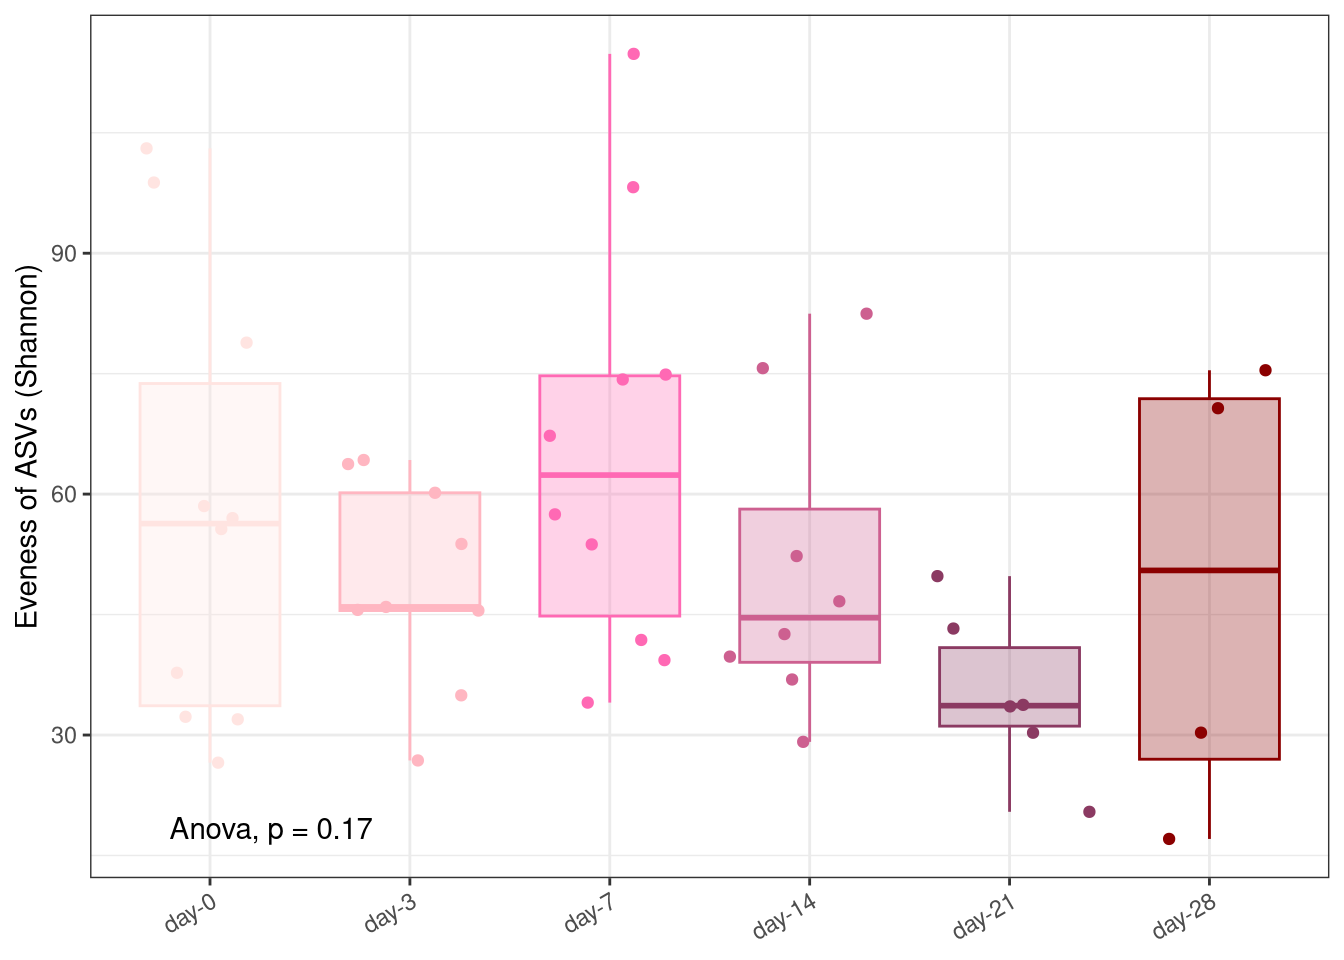 Eveness of ASVs (Shannon)
90
60
30
Anova, p = 0.17
day-0
day-3
day-7
day-14
day-21
day-28